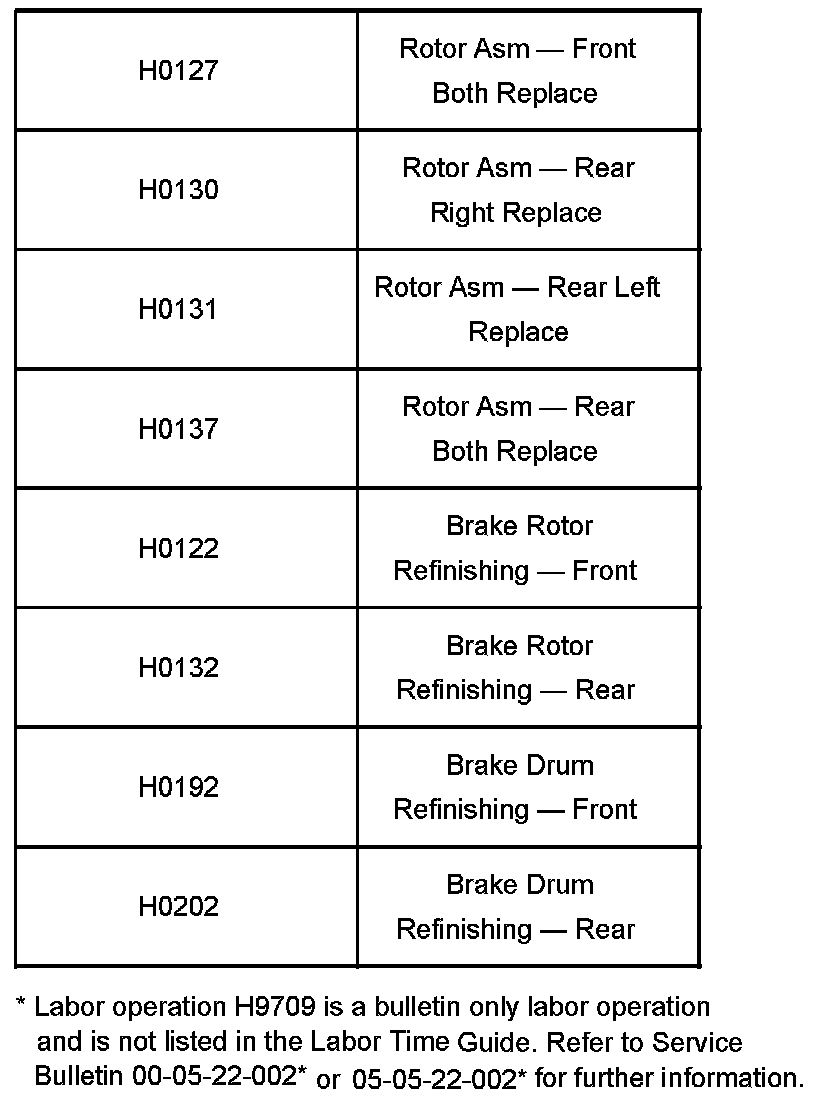 H0127
Rotor Asm — Front
Both Replace
H0130
Rotor Asm — Rear
Right Replace
H0131
Rotor Asm — Rear Left
Replace
H0137
Rotor Asm — Rear
Both Replace
H0122
Brake Rotor
Refinishing — Front
H0132
Brake Rotor
Refinishing — Rear
H0192
Brake Drum
Refinishing — Front
H0202
Brake Drum
Refinishing — Rear
* Labor operation H9709 is a bulletin only labor operation
and is not listed in the Labor Time Guide. Refer to Service
Bulletin 00-05-22-002* or 05-05-22-002* for further information.